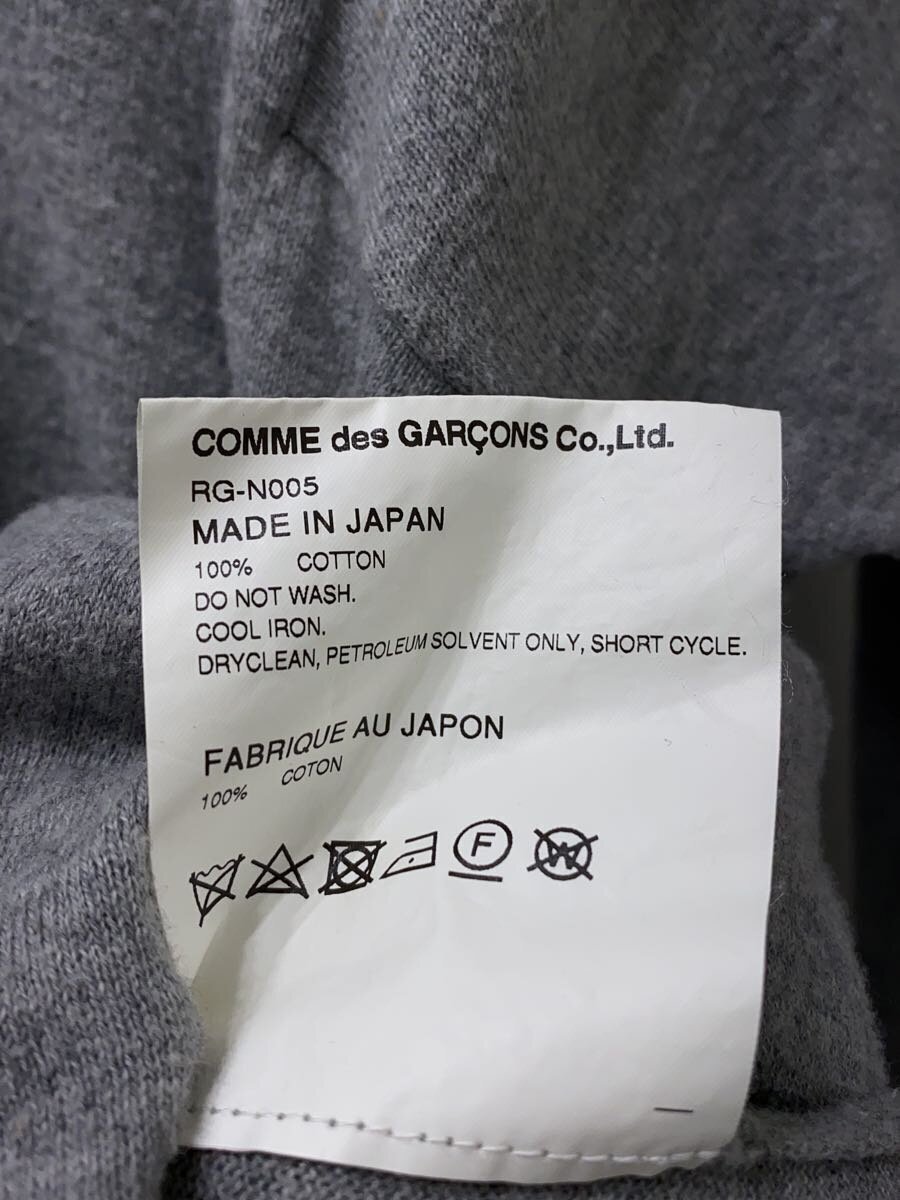 COMME des GARÇONS Co.,Ltd.
RG-N005
MADE IN JAPAN
100% COTTON
DO NOT WASH.
COOL IRON.
DRYCLEAN, PETROLEUM SOLVENT ONLY, SHORT CYCLE.
FABRIQUE AU JAPON
100% COTON
F W